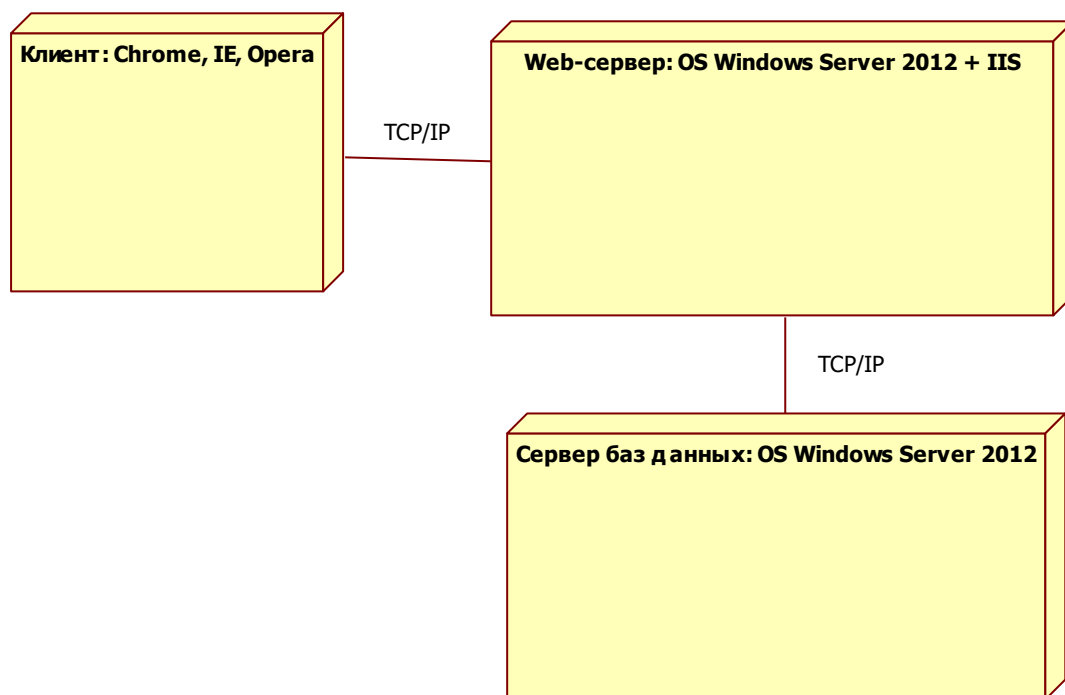 Клиент: Chrome, IE, Opera
Web-сервер: OS Windows Server 2012 + IIS
TCP/IP
TCP/IP
Сервер баз данных: OS Windows Server 2012